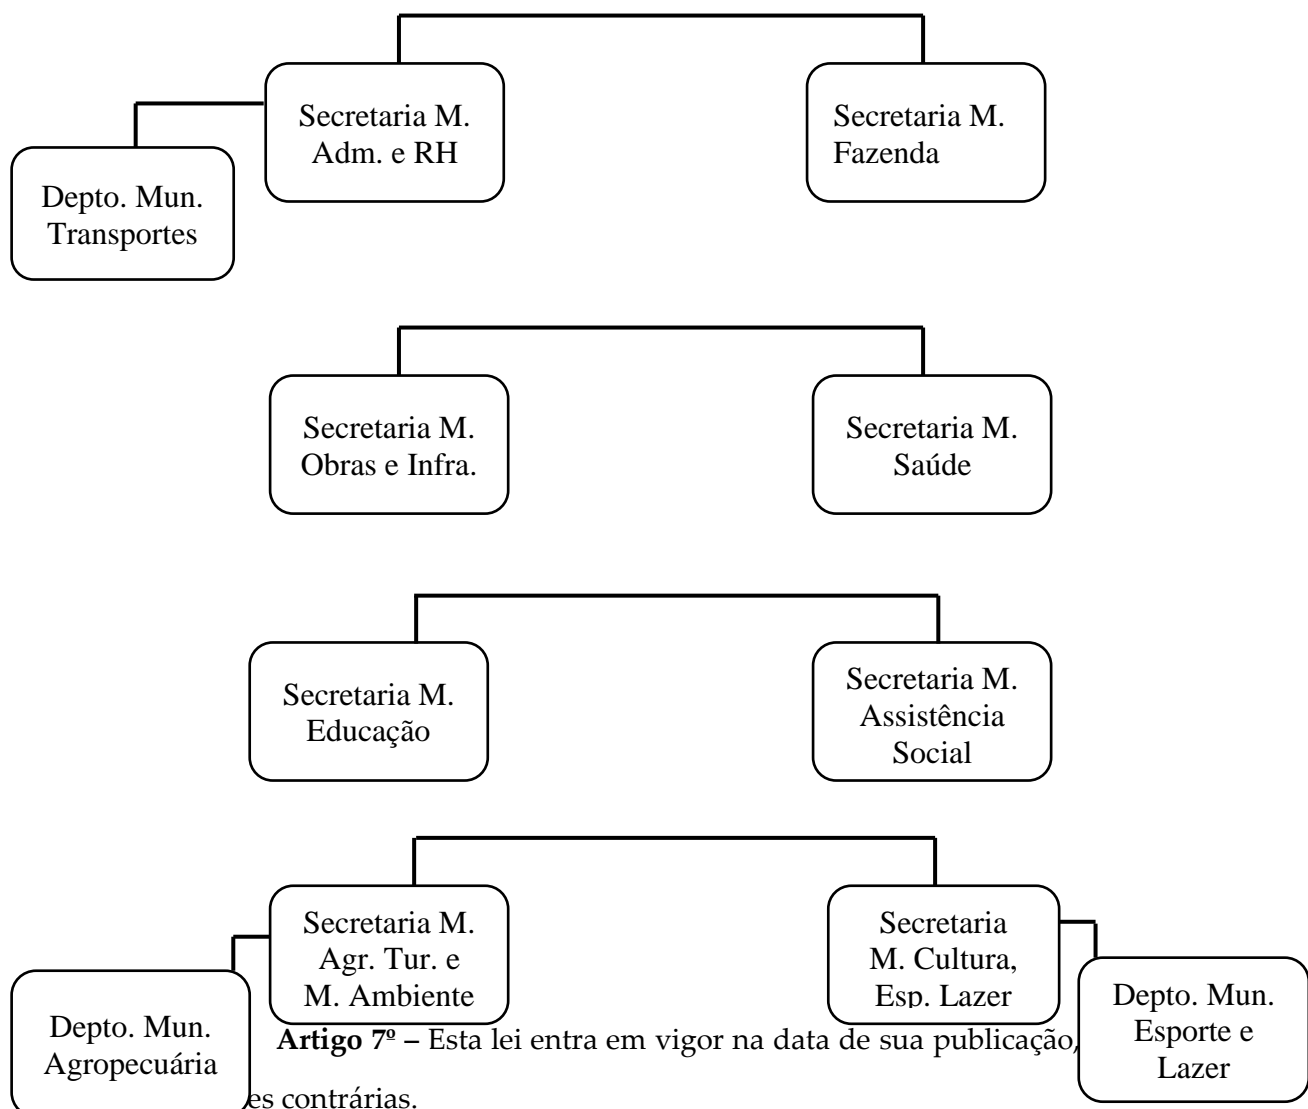 Secretaria M.
Adm. e RH
Secretaria M.
Fazenda
Depto. Mun.
Transportes
Secretaria M.
Obras e Infra.
Secretaria M.
Saúde
Secretaria M.
Educação
Secretaria M.
Assistência
Social
Secretaria M.
Agr. Tur. e
M. Ambiente
Secretaria
M. Cultura,
Esp. Lazer
Depto. Mun.
Agropecuária
Depto. Mun.
Esporte e
Lazer
Artigo 7º – Esta lei entra em vigor na data de sua publicação,
es contrárias.